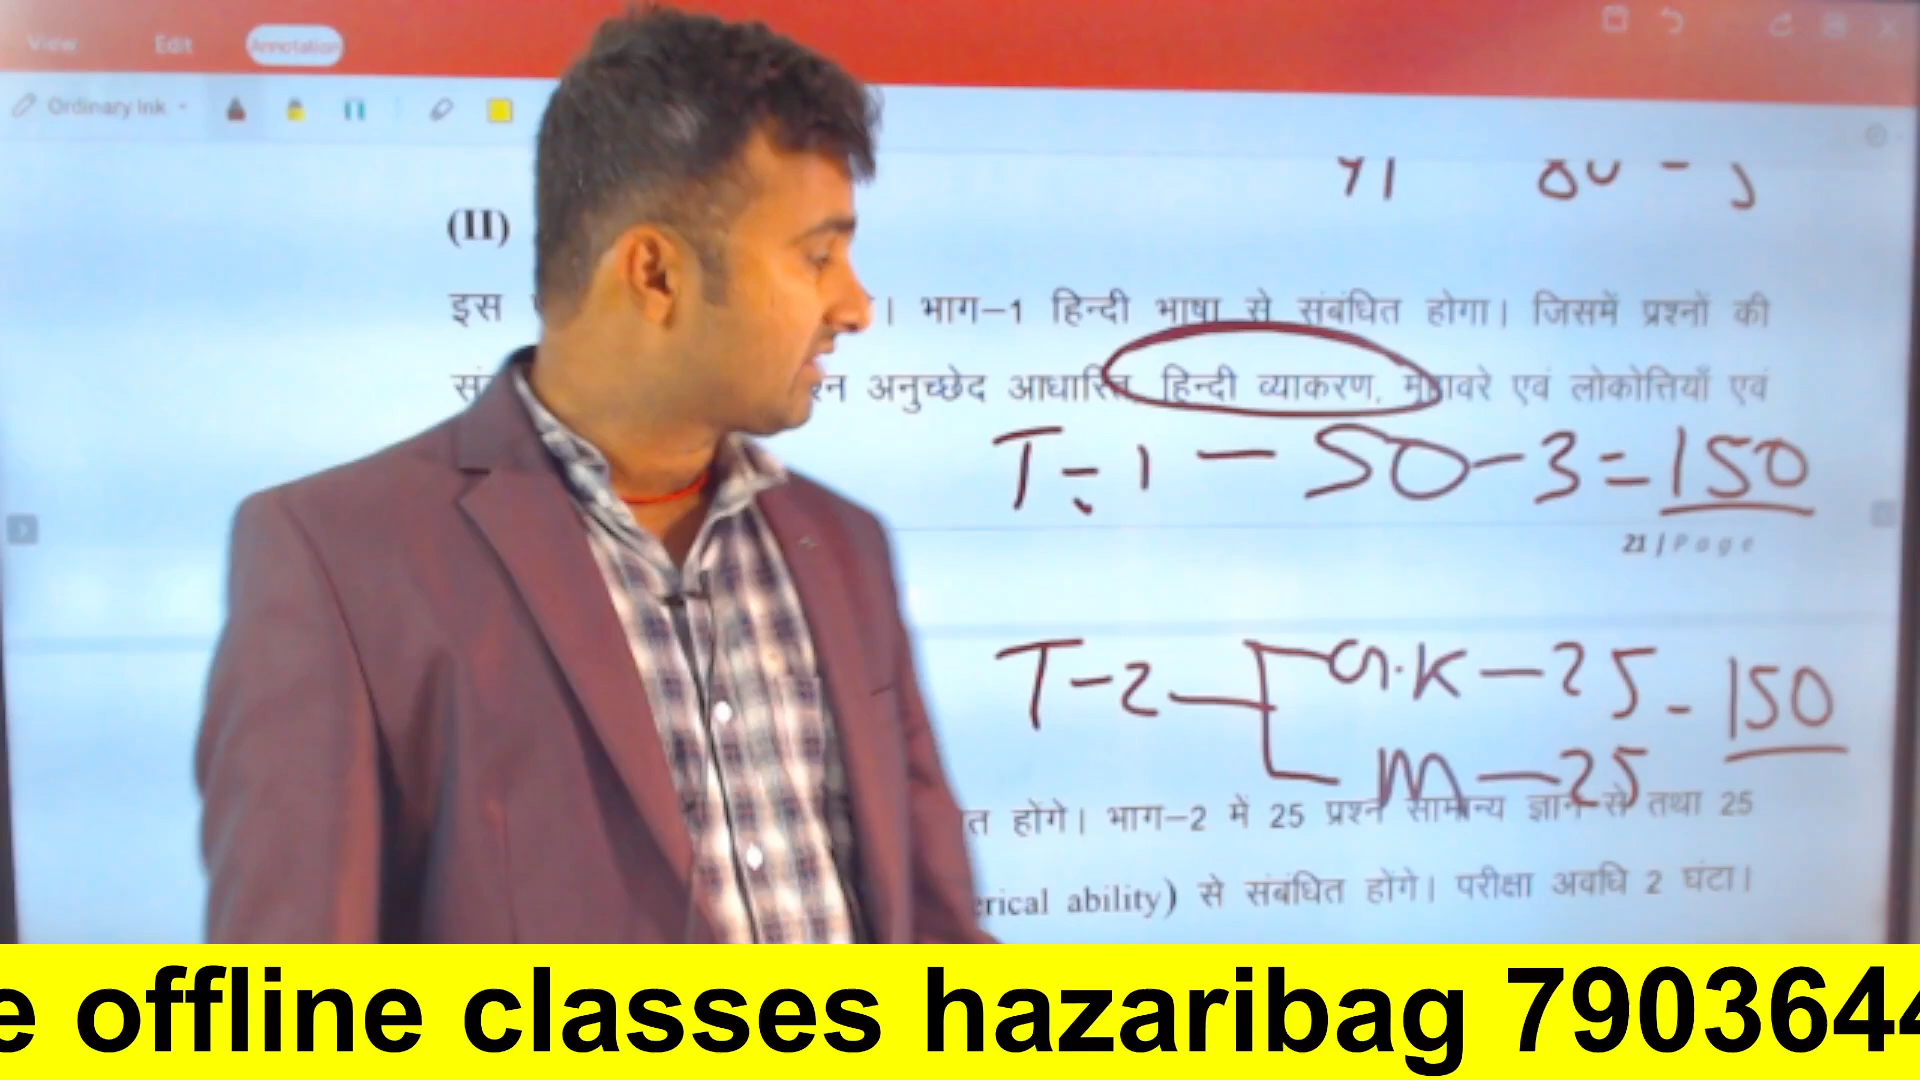 View Edit Annotation
Ordinary Ink
(II)
इस । भाग–1 हिन्दी भाषा से संबंधित होगा। जिसमें प्रश्नों की
अनुच्छेद आधारित, हिन्दी व्याकरण, मुहावरे एवं लोकोत्तियाँ एवं
T-1 — 50-3=150
21 | Page
T-2 G.K — 25 - 150
M — 25
होगे। भाग–2 में 25 प्रश्न सामान्य ज्ञान से तथा 25
erical ability) से संबंधित होंगे। परीक्षा अवधि 2 घंटा।
e offline classes hazaribag 7903644